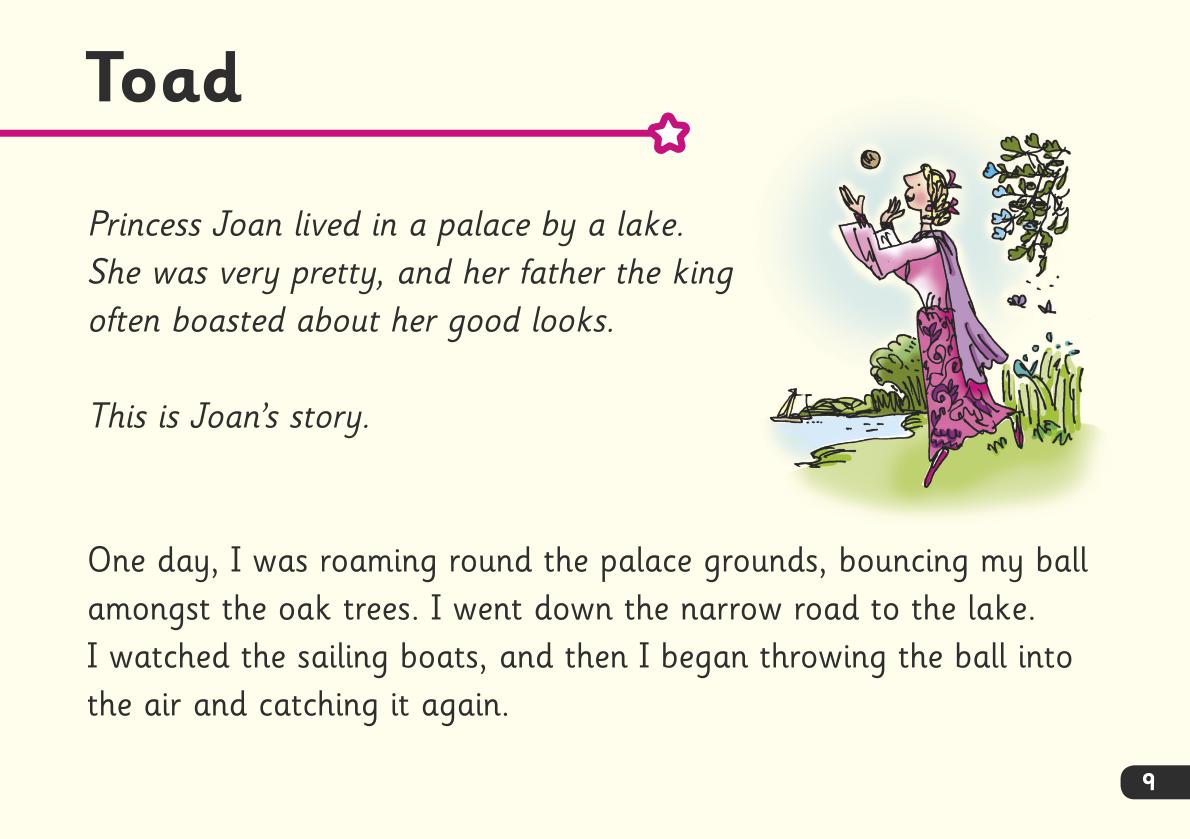 Toad
Princess Joan lived in a palace by a lake.
She was very pretty, and her father the king
often boasted about her good looks.
This is Joan’s story.
One day, I was roaming round the palace grounds, bouncing my ball
amongst the oak trees. I went down the narrow road to the lake.
I watched the sailing boats, and then I began throwing the ball into
the air and catching it again.
9